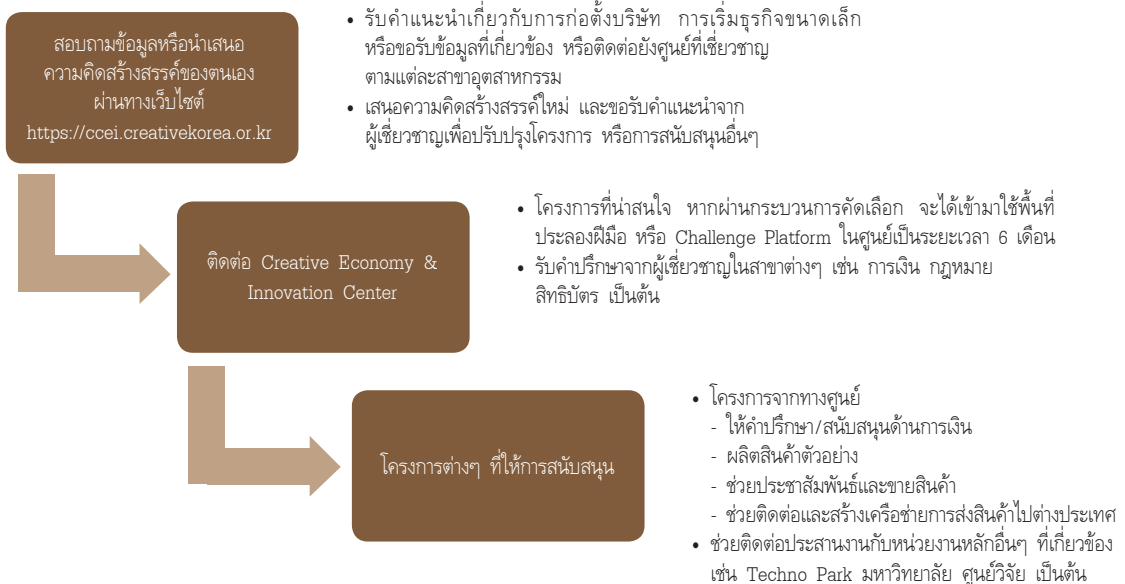 สอบถามข้อมูลหรือนำเสนอ
ความคิดสร้างสรรค์ของตนเอง
ผ่านทางเว็บไซต์
https://ccei.creativekorea.or.kr
• รับคำแนะนำเกี่ยวกับการก่อตั้งบริษัท การเริ่มธุรกิจขนาดเล็ก
หรือขอรับข้อมูลที่เกี่ยวข้อง หรือติดต่อยังศูนย์ที่เชี่ยวชาญ
ตามแต่ละสาขาอุตสาหกรรม
• เสนอความคิดสร้างสรรค์ใหม่ และขอรับคำแนะนำจาก
ผู้เชี่ยวชาญเพื่อปรับปรุงโครงการ หรือการสนับสนุนอื่นๆ
ติดต่อ Creative Economy &
Innovation Center
• โครงการที่น่าสนใจ หากผ่านกระบวนการคัดเลือก จะได้เข้ามาใช้พื้นที่
ประลองฝีมือ หรือ Challenge Platform ในศูนย์เป็นระยะเวลา 6 เดือน
• รับคำปรึกษาจากผู้เชี่ยวชาญในสาขาต่างๆ เช่น การเงิน กฎหมาย
สิทธิบัตร เป็นต้น
โครงการต่างๆ ที่ให้การสนับสนุน
• โครงการจากทางศูนย์
- ให้คำปรึกษา/สนับสนุนด้านการเงิน
- ผลิตสินค้าตัวอย่าง
- ช่วยประชาสัมพันธ์และขายสินค้า
- ช่วยติดต่อและสร้างเครือข่ายการส่งสินค้าไปต่างประเทศ
• ช่วยติดต่อประสานงานกับหน่วยงานหลักอื่นๆ ที่เกี่ยวข้อง
เช่น Techno Park มหาวิทยาลัย ศูนย์วิจัย เป็นต้น